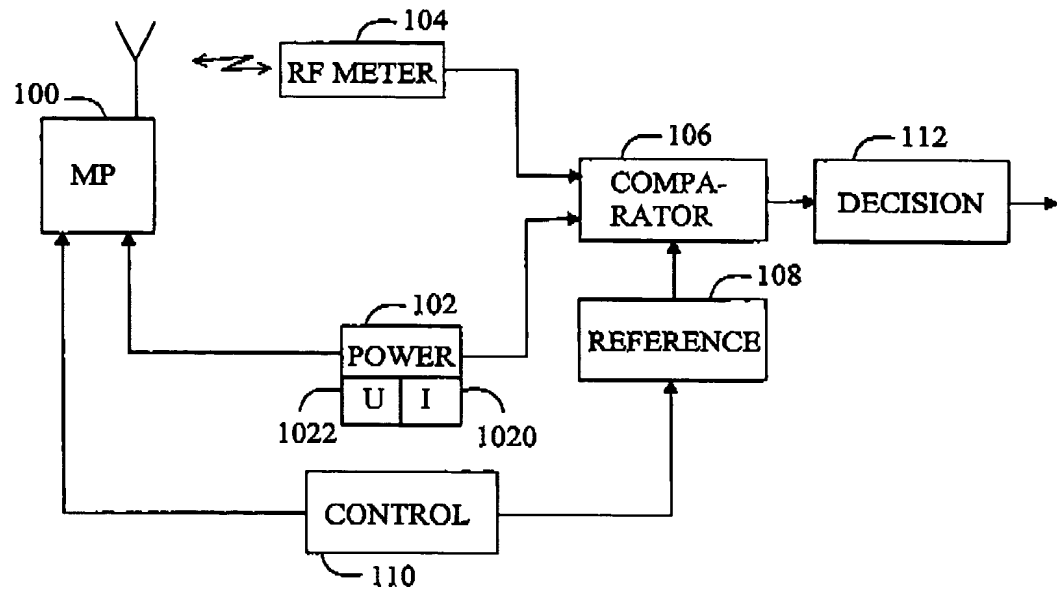 104
RF METER
100
MP
106
COMPA-
RATOR
112
DECISION
102
POWER
U I
1022
1020
108
REFERENCE
CONTROL
110